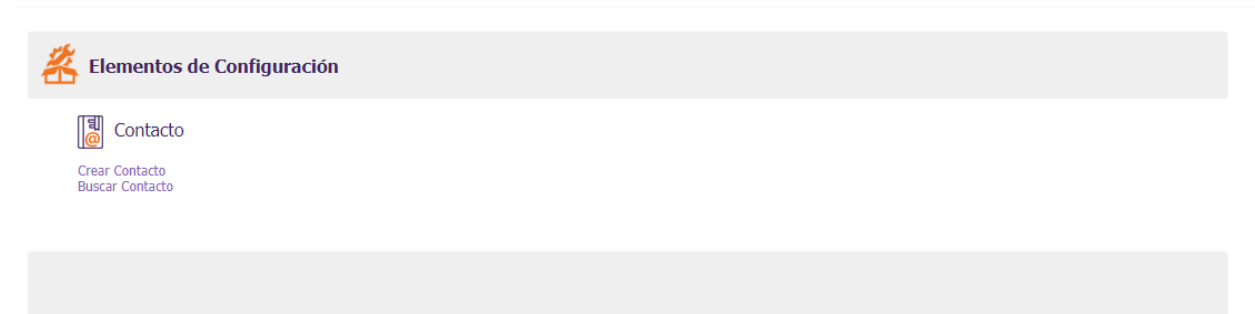 Elementos de Configuración
Contacto
Crear Contacto
Buscar Contacto